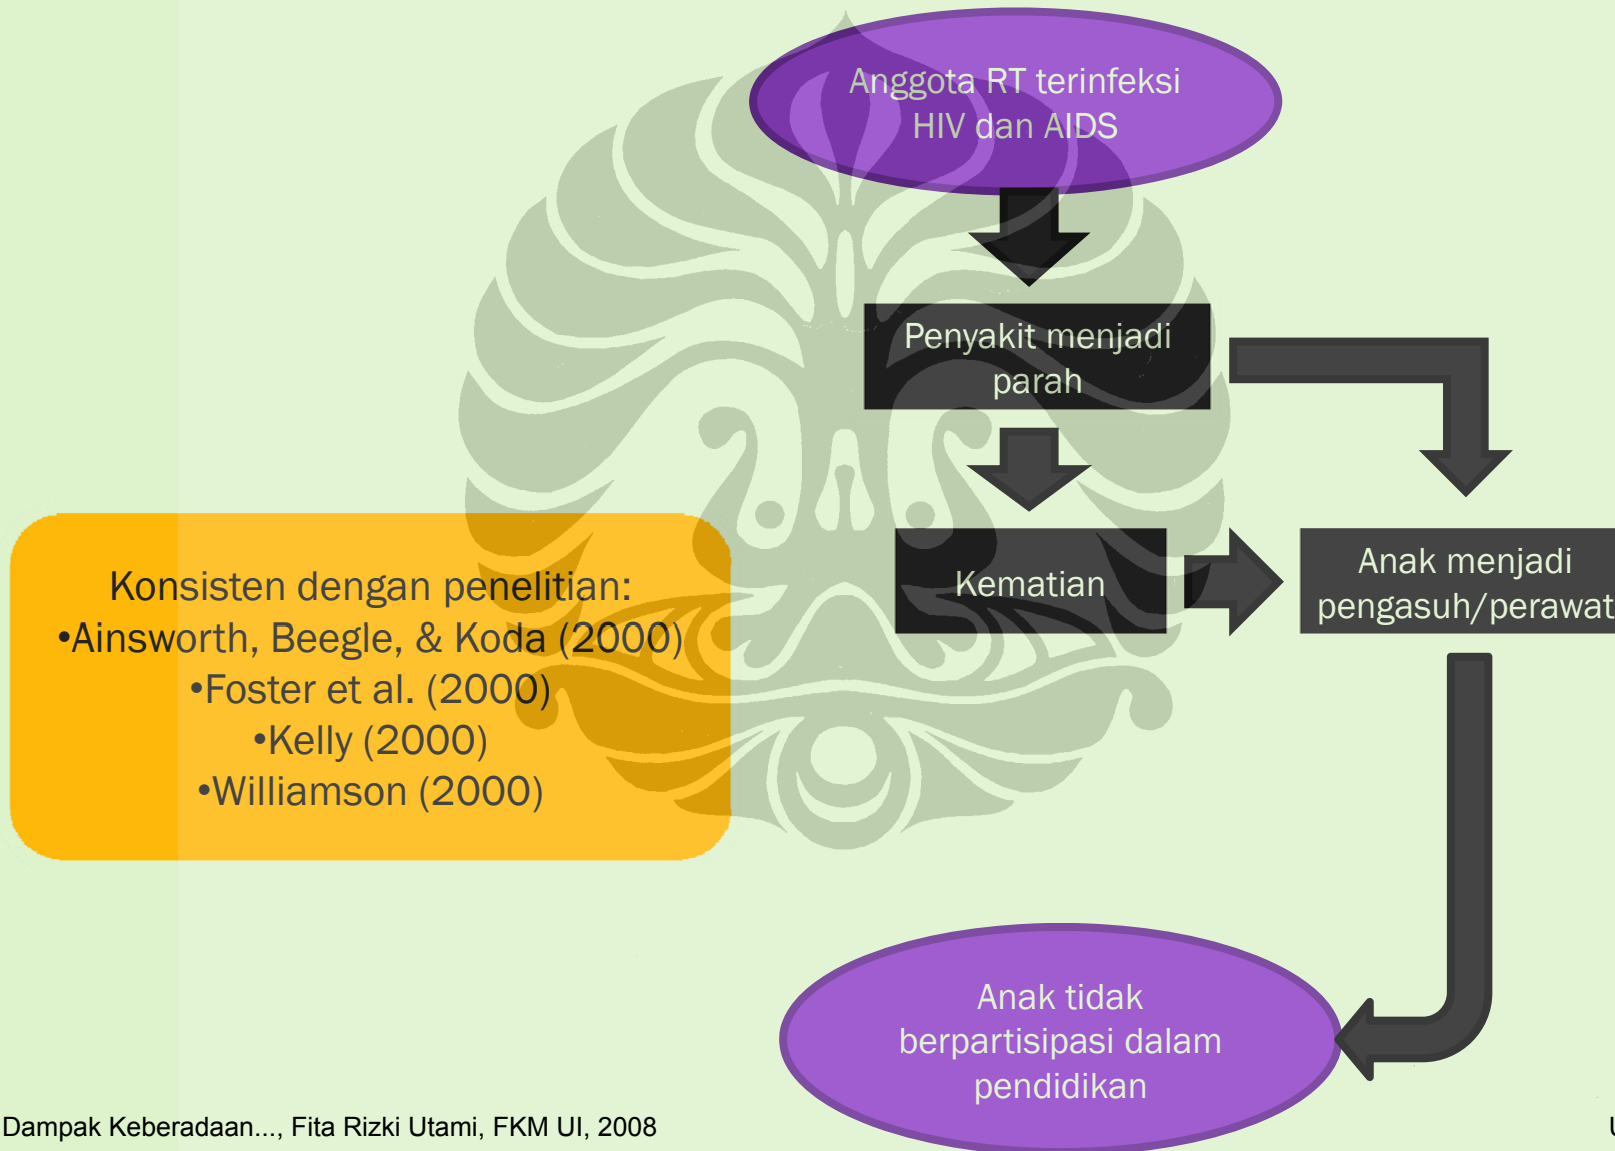 Anggota RT terinfeksi
HIV dan AIDS
Penyakit menjadi
parah
Kematian
Anak menjadi
pengasuh/perawat
Konsisten dengan penelitian:
•Ainsworth, Beegle, & Koda (2000)
•Foster et al. (2000)
•Kelly (2000)
•Williamson (2000)
Anak tidak
berpartisipasi dalam
pendidikan
Dampak Keberadaan..., Fita Rizki Utami, FKM UI, 2008